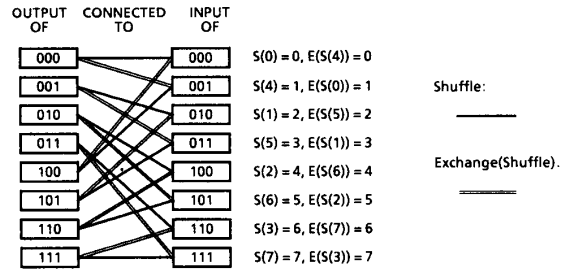 OUTPUT OF CONNECTED TO INPUT OF
000 000 S(0) = 0, E(S(4)) = 0
001 001 S(4) = 1, E(S(0)) = 1
010 010 S(1) = 2, E(S(5)) = 2
011 011 S(5) = 3, E(S(1)) = 3
100 100 S(2) = 4, E(S(6)) = 4
101 101 S(6) = 5, E(S(2)) = 5
110 110 S(3) = 6, E(S(7)) = 6
111 111 S(7) = 7, E(S(3)) = 7
Shuffle:
Exchange(Shuffle).